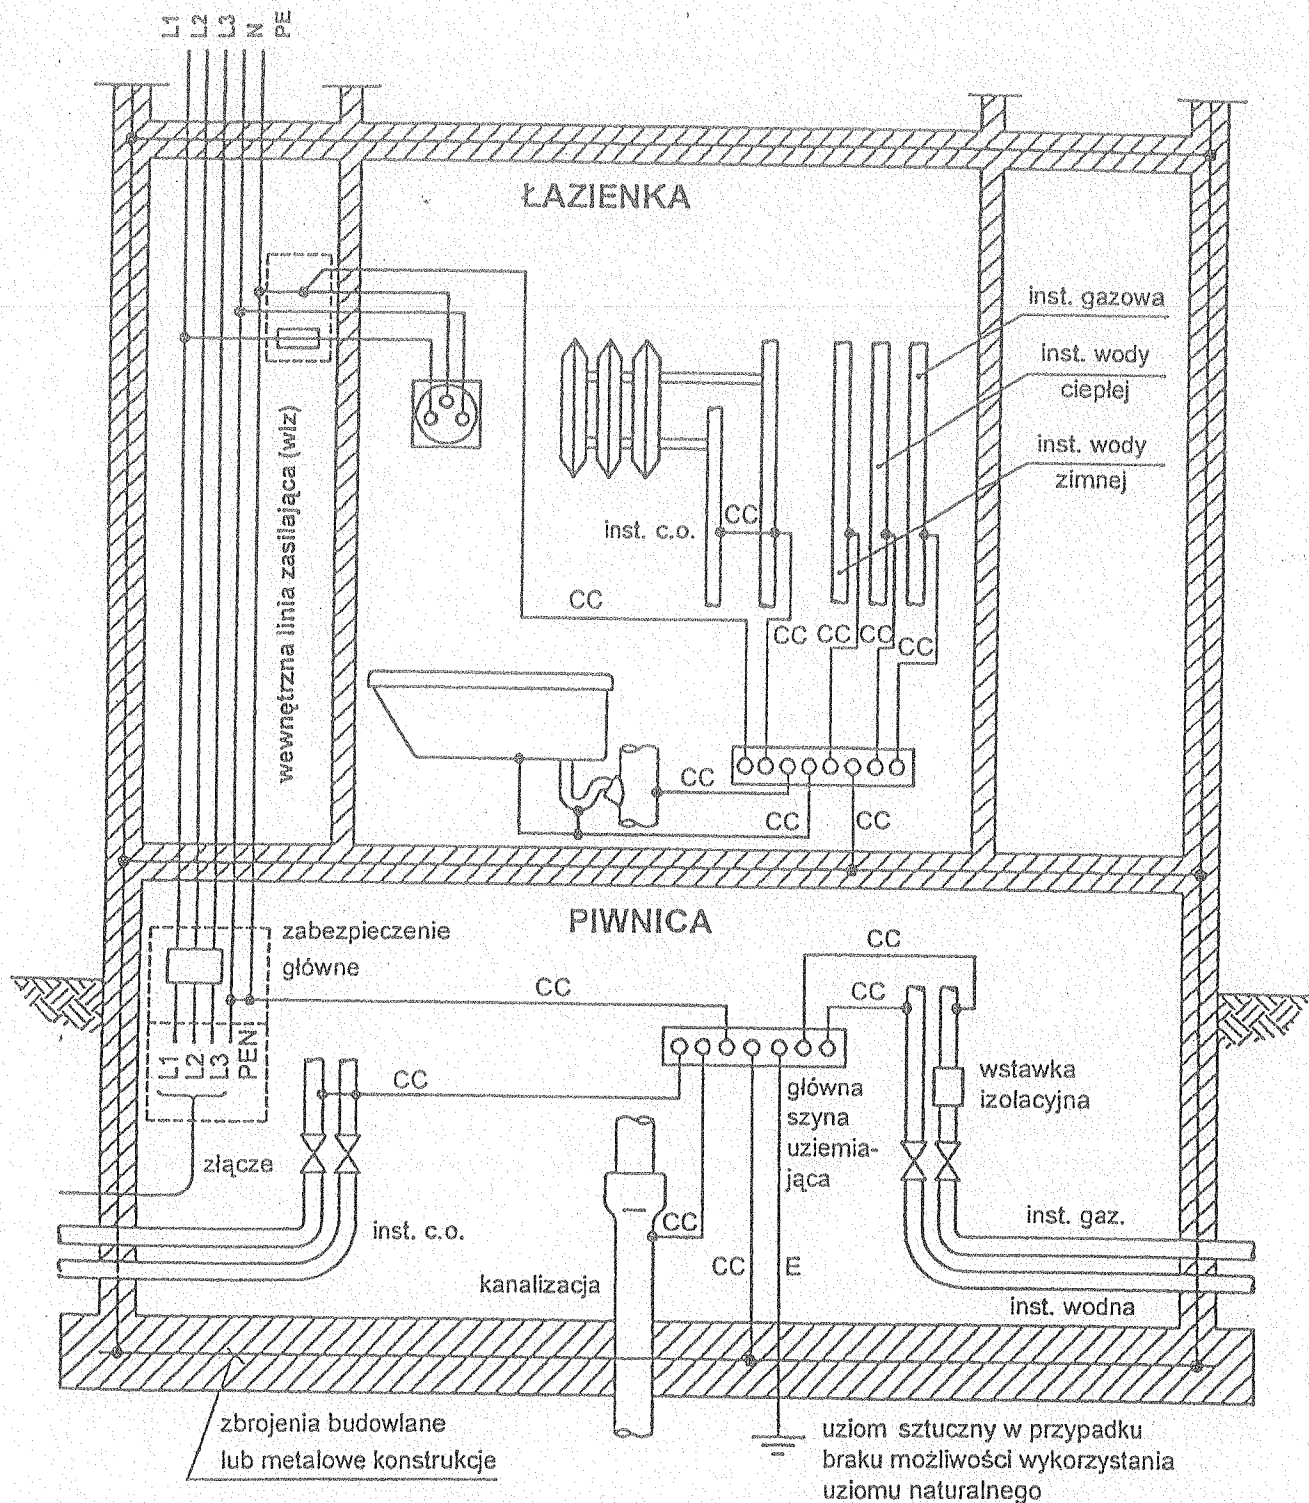 L1
L2
L3
N
PE
ŁAZIENKA
inst. gazowa
inst. wody
ciepłej
inst. wody
zimnej
wewnętrzna linia zasilająca (wlz)
inst. c.o.
CC
CC
CC
CC
CC
CC
CC
CC
CC
PIWNICA
zabezpieczenie
główne
CC
CC
CC
L1
L2
L3
PEN
CC
główna
szyna
uziemia-
jąca
wstawka
izolacyjna
złącze
inst. c.o.
CC
kanalizacja
CC
E
inst. gaz.
inst. wodna
zbrojenia budowlane
lub metalowe konstrukcje
uziom sztuczny w przypadku
braku możliwości wykorzystania
uziomu naturalnego